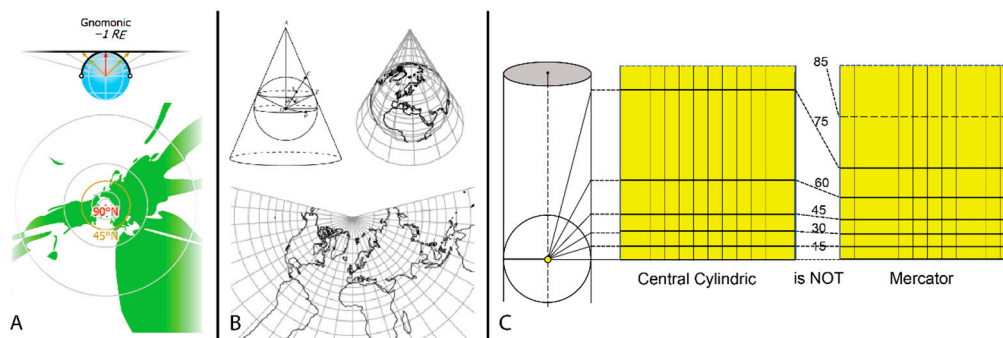 Gnomonic
-1 RE
90°N
45°N
A
B
85
75
60
45
30
15
Central Cylindric
is NOT
Mercator
C